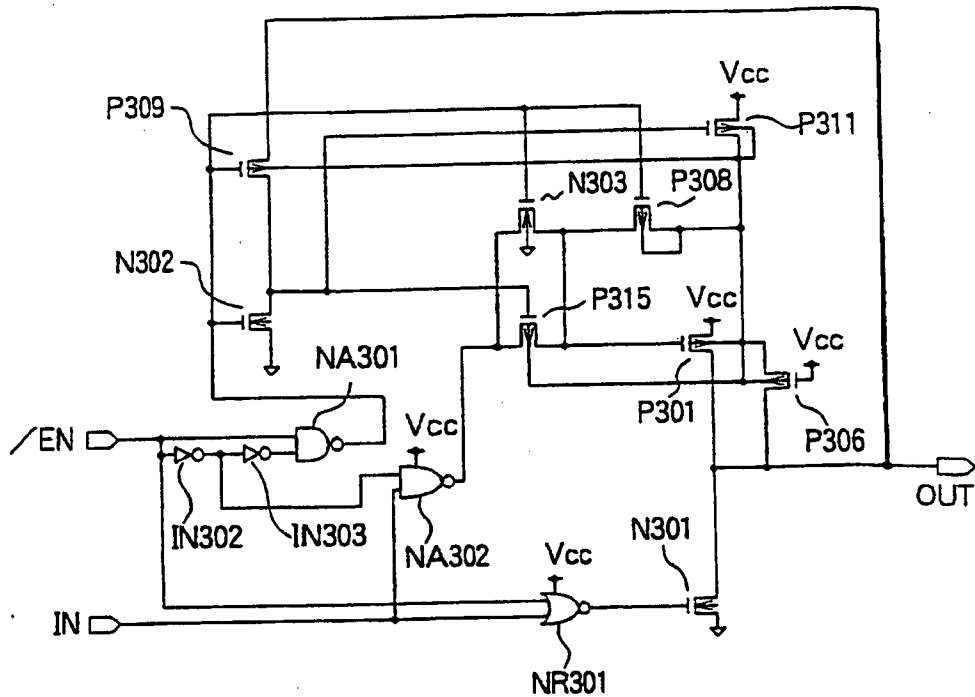 Vcc
P309
P311
N303
P308
N302
P315
Vcc
Vcc
NA301
P301
P306
/EN
Vcc
OUT
IN302
IN303
NA302
N301
Vcc
IN
NR301